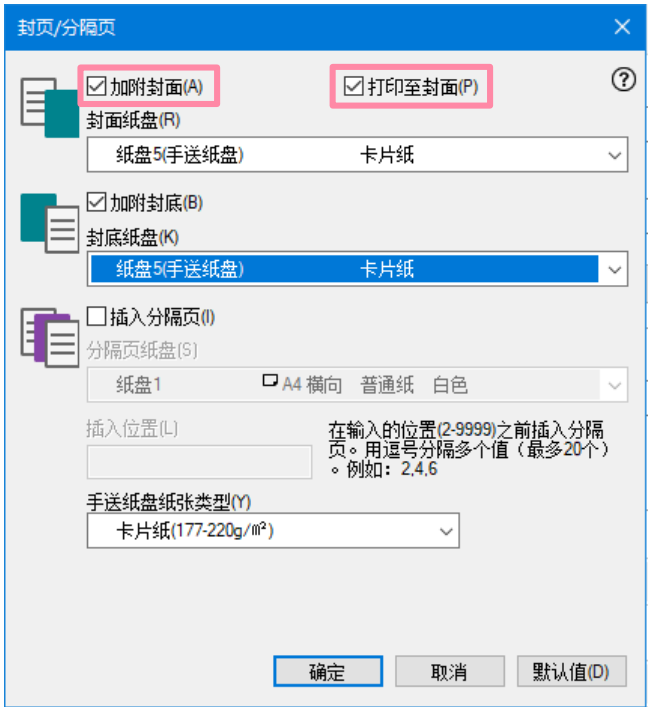 封页/分隔页
加附封面(A) 打印至封面(P)
封面纸盘(R)
纸盘5(手送纸盘) 卡片纸
加附封底(B)
封底纸盘(K)
纸盘5(手送纸盘) 卡片纸
插入分隔页(I)
分隔页纸盘(S)
纸盘1 A4 横向 普通纸 白色
插入位置(L)
在输入的位置(2-9999)之前插入分隔
页。用逗号分隔多个值（最多20个）
。例如：2,4,6
手送纸盘纸张类型(Y)
卡片纸(177-220g/㎡)
确定 取消 默认值(D)